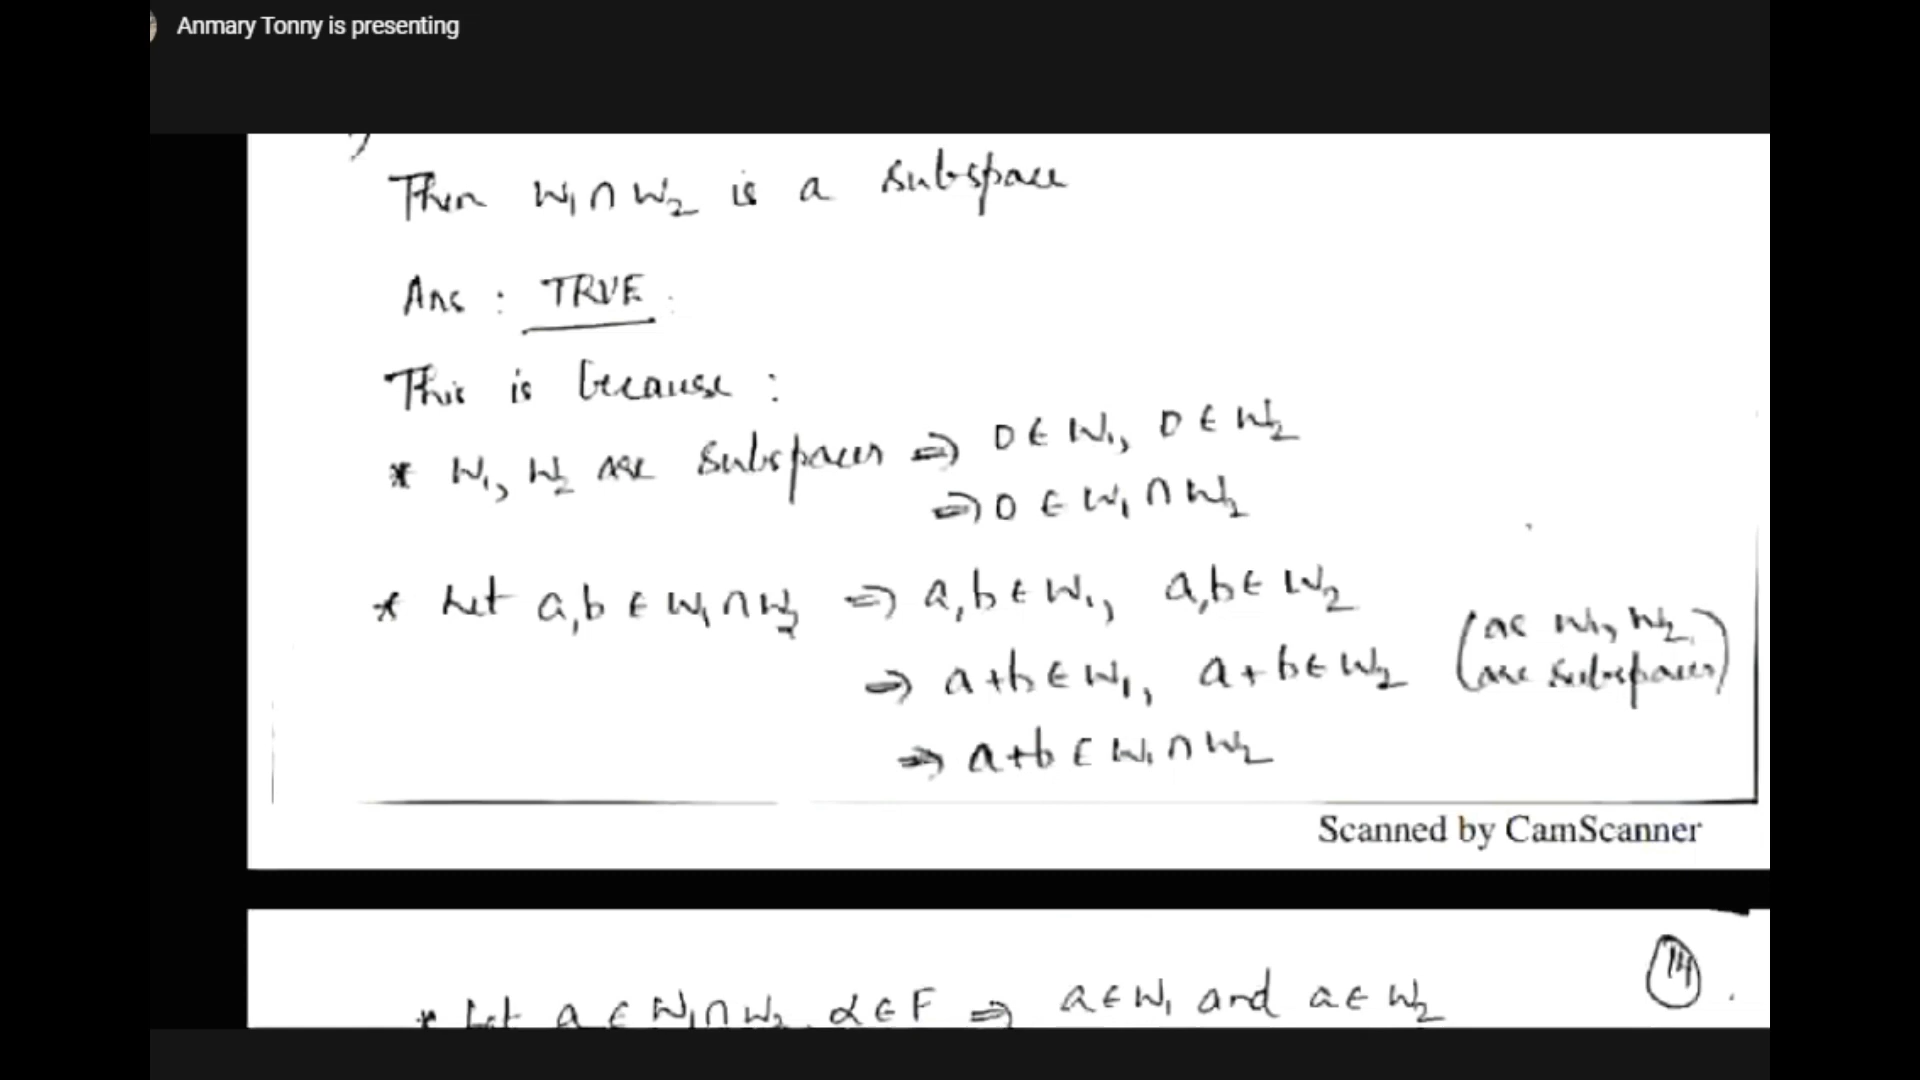 Anmary Tonny is presenting
Then W₁ ∩ W₂ is a subspace
Ans : TRUE
This is because :
* W₁, W₂ are subspaces ⇒ 0 ∈ W₁, 0 ∈ W₂
⇒ 0 ∈ W₁ ∩ W₂
* Let a,b ∈ W₁ ∩ W₂ ⇒ a,b ∈ W₁, a,b ∈ W₂
⇒ a+b ∈ W₁, a+b ∈ W₂ (as W₁, W₂ are subspaces)
⇒ a+b ∈ W₁ ∩ W₂
Scanned by CamScanner
14
* Let a ∈ W₁ ∩ W₂, α ∈ F ⇒ a ∈ W₁ and a ∈ W₂